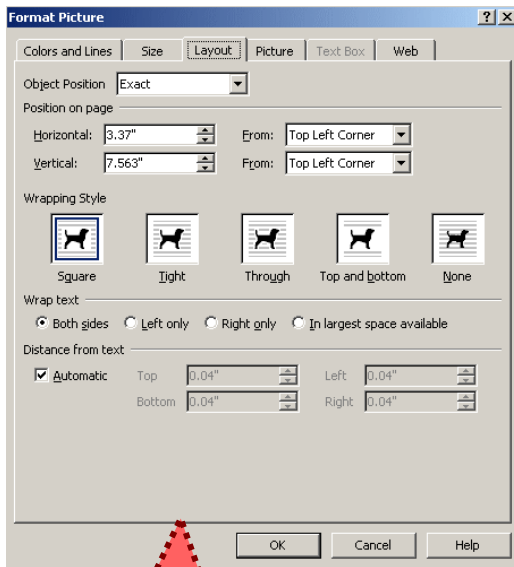 Format Picture
Colors and Lines Size Layout Picture Text Box Web
Object Position Exact
Position on page
Horizontal: 3.37" From: Top Left Corner
Vertical: 7.563" From: Top Left Corner
Wrapping Style
Square Tight Through Top and bottom None
Wrap text
Both sides Left only Right only In largest space available
Distance from text
Automatic Top 0.04" Left 0.04"
Bottom 0.04" Right 0.04"
OK Cancel Help